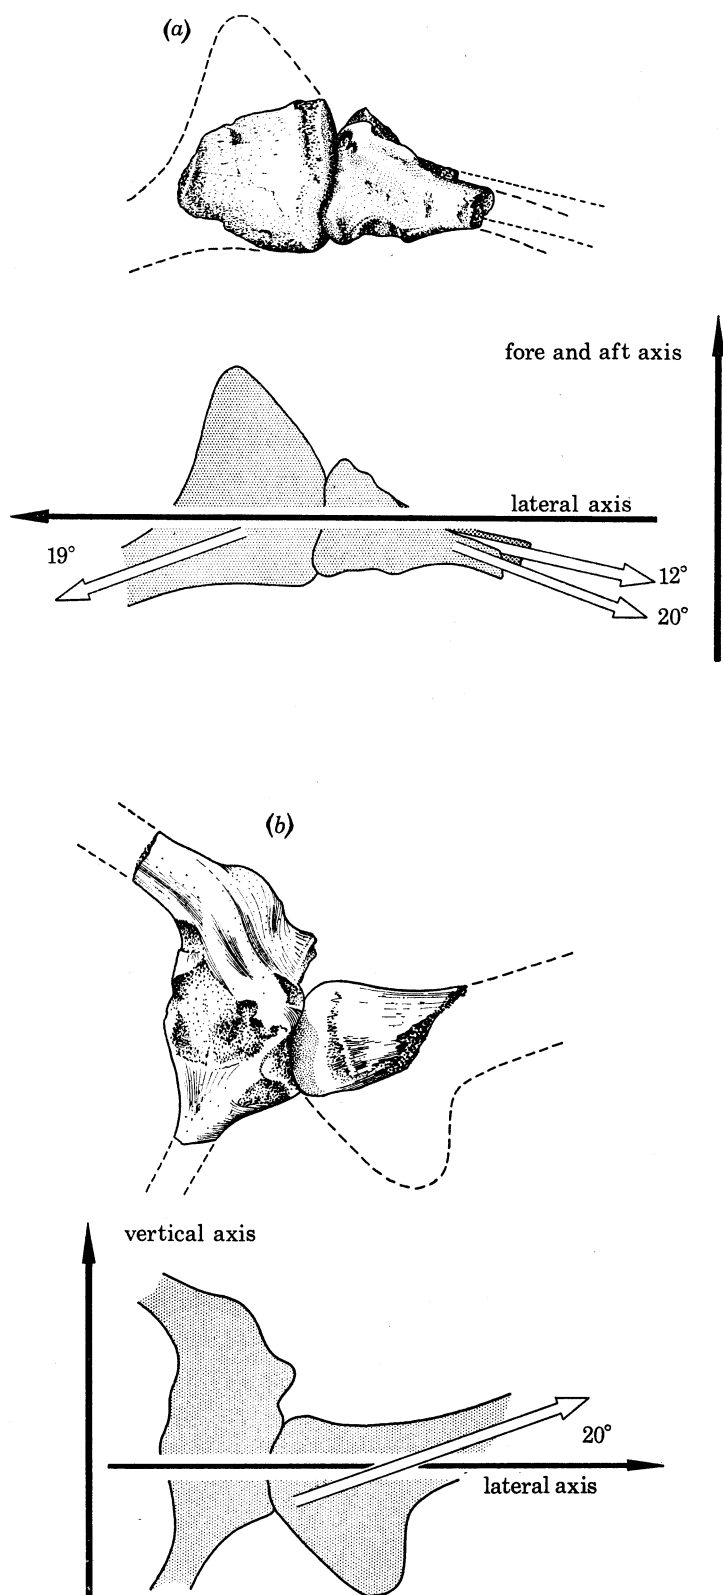 (a)
fore and aft axis
lateral axis
19°
12°
20°
(b)
vertical axis
20°
lateral axis